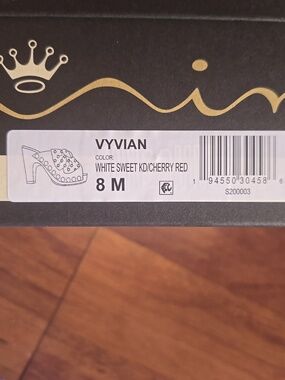 VYVIAN
COLOR:
WHITE SWEET KD/CHERRY RED
8 M
1 94550 30458 6
S200003